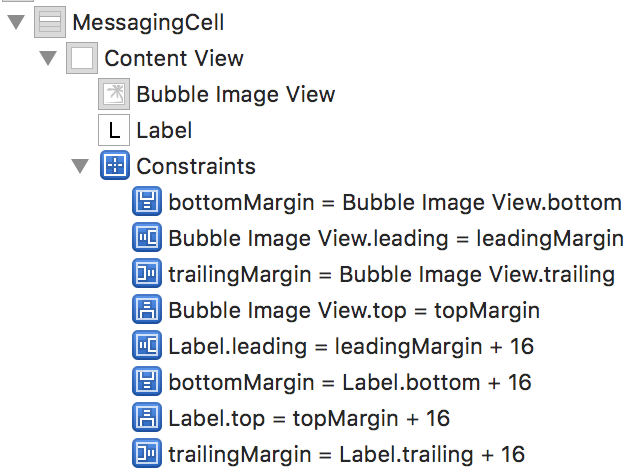 MessagingCell
Content View
Bubble Image View
L Label
Constraints
bottomMargin = Bubble Image View.bottom
Bubble Image View.leading = leadingMargin
trailingMargin = Bubble Image View.trailing
Bubble Image View.top = topMargin
Label.leading = leadingMargin + 16
bottomMargin = Label.bottom + 16
Label.top = topMargin + 16
trailingMargin = Label.trailing + 16